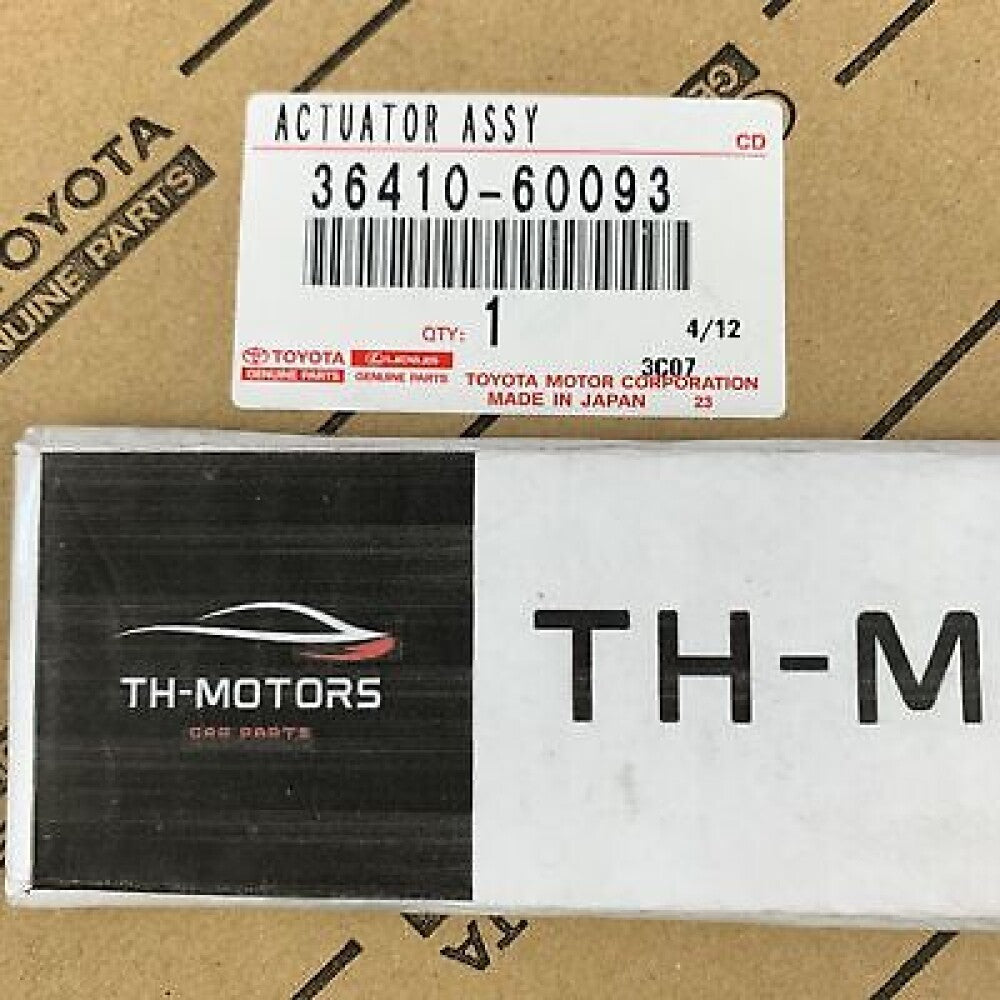 TOYOTA
GENUINE PARTS
ACTUATOR ASSY
CD
36410-60093
QTY: 1
4/12
TOYOTA
GENUINE PARTS
LEXUS
GENUINE PARTS
3C07
TOYOTA MOTOR CORPORATION
MADE IN JAPAN 23
TH-MOTORS
CAR PARTS
TH-M